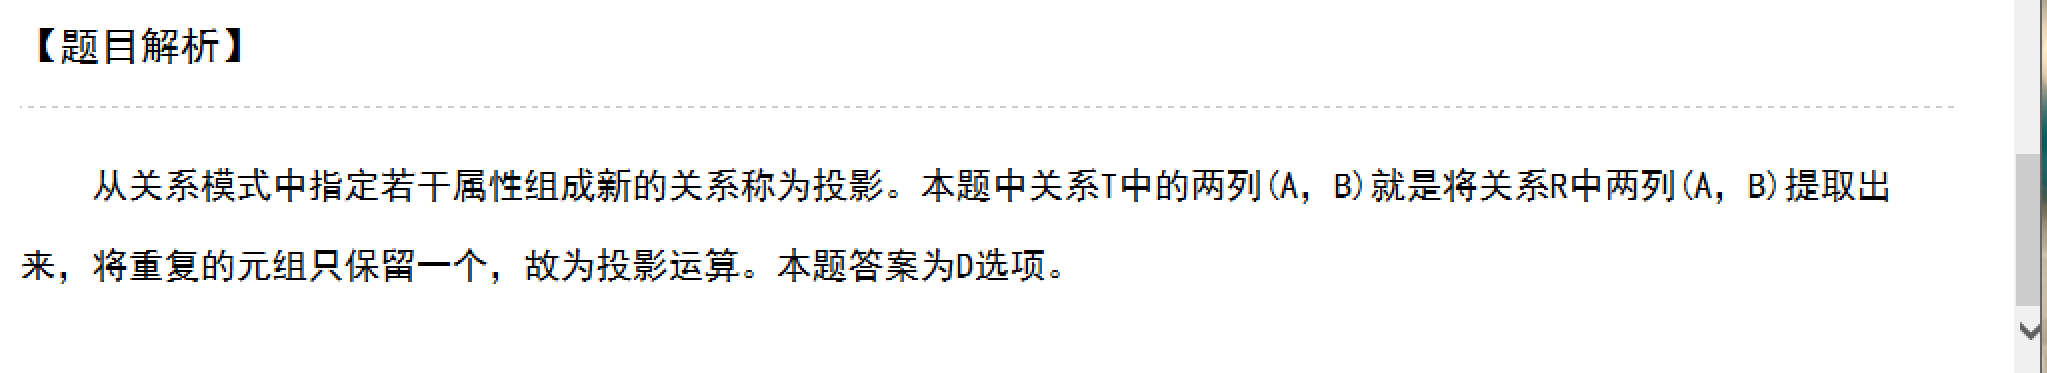 【题目解析】
从关系模式中指定若干属性组成新的关系称为投影。本题中关系T中的两列(A，B)就是将关系R中两列(A，B)提取出
来，将重复的元组只保留一个，故为投影运算。本题答案为D选项。